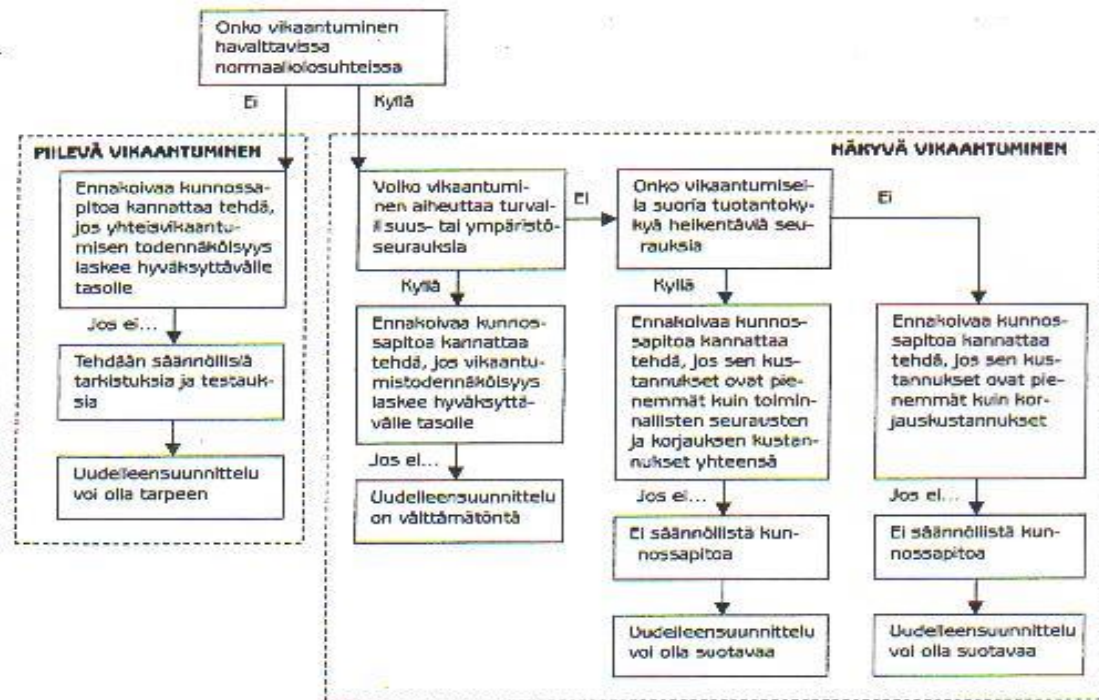 Onko vikaantuminen
havaittavissa
normaaliolosuhteissa
Ei
Kyllä
PIILEVÄ VIKAANTUMINEN
Ennakoivaa kunnossa-
pitoa kannattaa tehdä,
jos yhteisvikaantu-
misen todennäköisyys
laskee hyväksyttävälle
tasolle
Jos ei...
Tehdään säännöllisiä
tarkistuksia ja testauk-
sia
Uudelleensuunnittelu
voi olla tarpeen
NÄKYVÄ VIKAANTUMINEN
Voiko vikaantumi-
nen aiheuttaa turval-
lisuus- tai ympäristö-
seurauksia
Ei
Kyllä
Ennakoivaa kunnos-
sapitoa kannattaa
tehdä, jos vikaantu-
mistodennäköisyys
laskee hyväksyttä-
välle tasolle
Jos ei...
Uudelleensuunnittelu
on välttämätöntä
Onko vikaantumisel-
la suoria tuotantoky-
kyä heikentäviä seu-
rauksia
Ei
Kyllä
Ennakoivaa kunnos-
sapitoa kannattaa
tehdä, jos sen kus-
tannukset ovat pie-
nemmät kuin toimin-
nallisten seurausten
ja korjauksen kustan-
nukset yhteensä
Jos ei...
Ei säännöllistä kun-
nossapitoa
Uudelleensuunnittelu
voi olla suotavaa
Ennakoivaa kunnos-
sapitoa kannattaa
tehdä, jos sen kus-
tannukset ovat pie-
nemmät kuin kor-
jauskustannukset
Jos ei...
Ei säännöllistä kun-
nossapitoa
Uudelleensuunnittelu
voi olla suotavaa